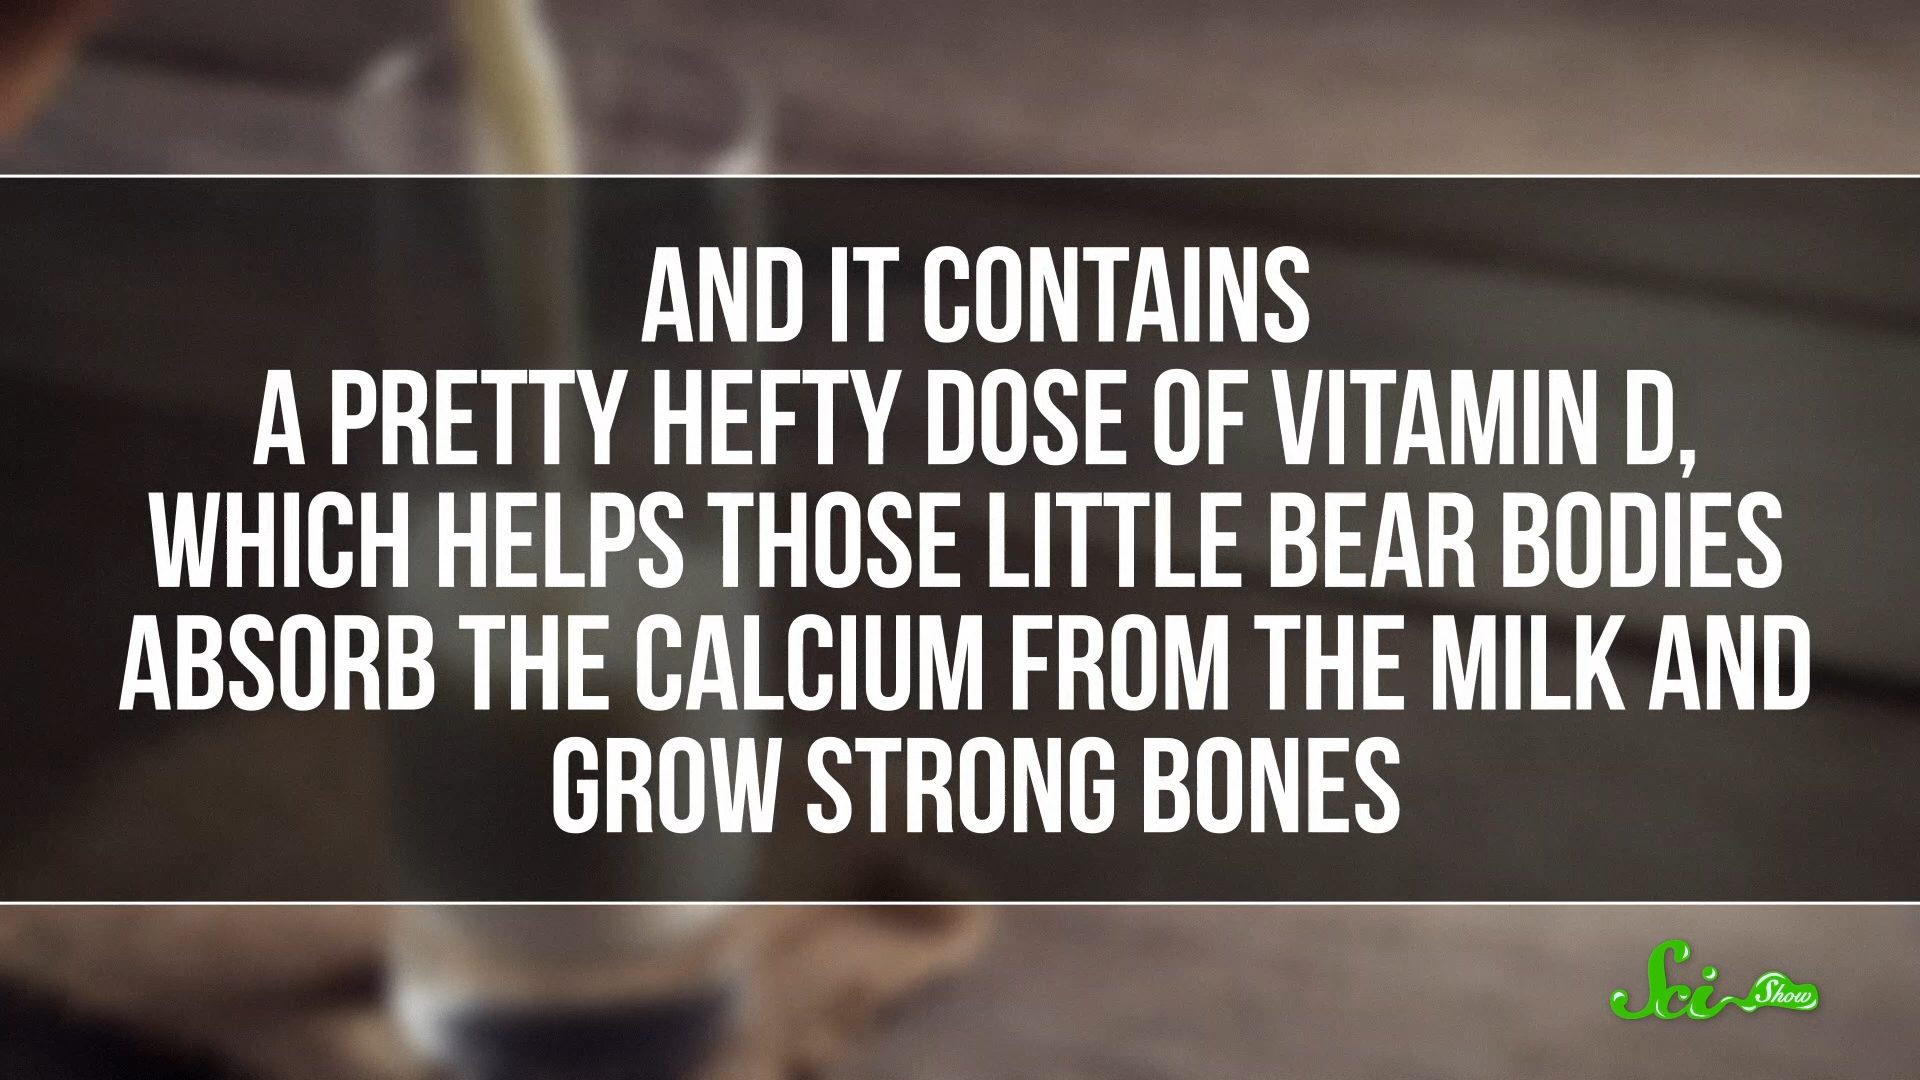 AND IT CONTAINS
A PRETTY HEFTY DOSE OF VITAMIN D,
WHICH HELPS THOSE LITTLE BEAR BODIES
ABSORB THE CALCIUM FROM THE MILK AND
GROW STRONG BONES
Sci Show